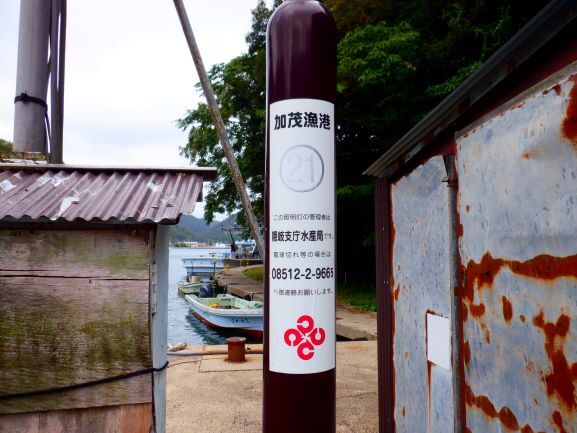 加茂漁港
21
この照明灯の管理者は
隠岐支庁水産局です。
電球切れ等の場合は
08512-2-9665
へ御連絡お願いします。